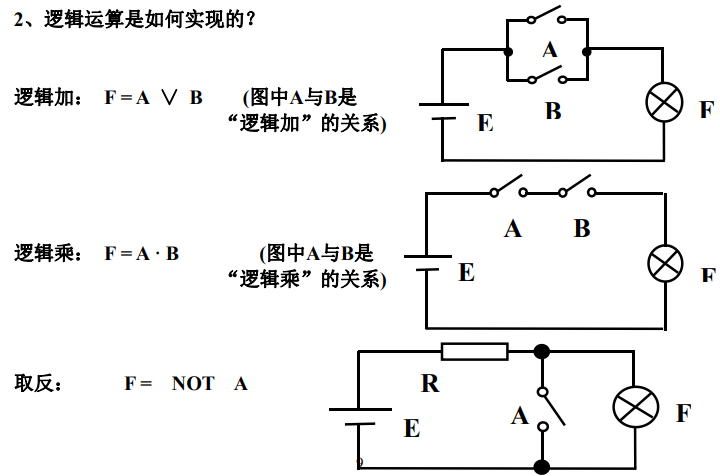 2、逻辑运算是如何实现的？
逻辑加： F = A ∨ B (图中A与B是
“逻辑加”的关系)
A
B
E
F
逻辑乘： F = A · B (图中A与B是
“逻辑乘”的关系)
A B
E
F
取反： F = NOT A
R
A
E
F
9